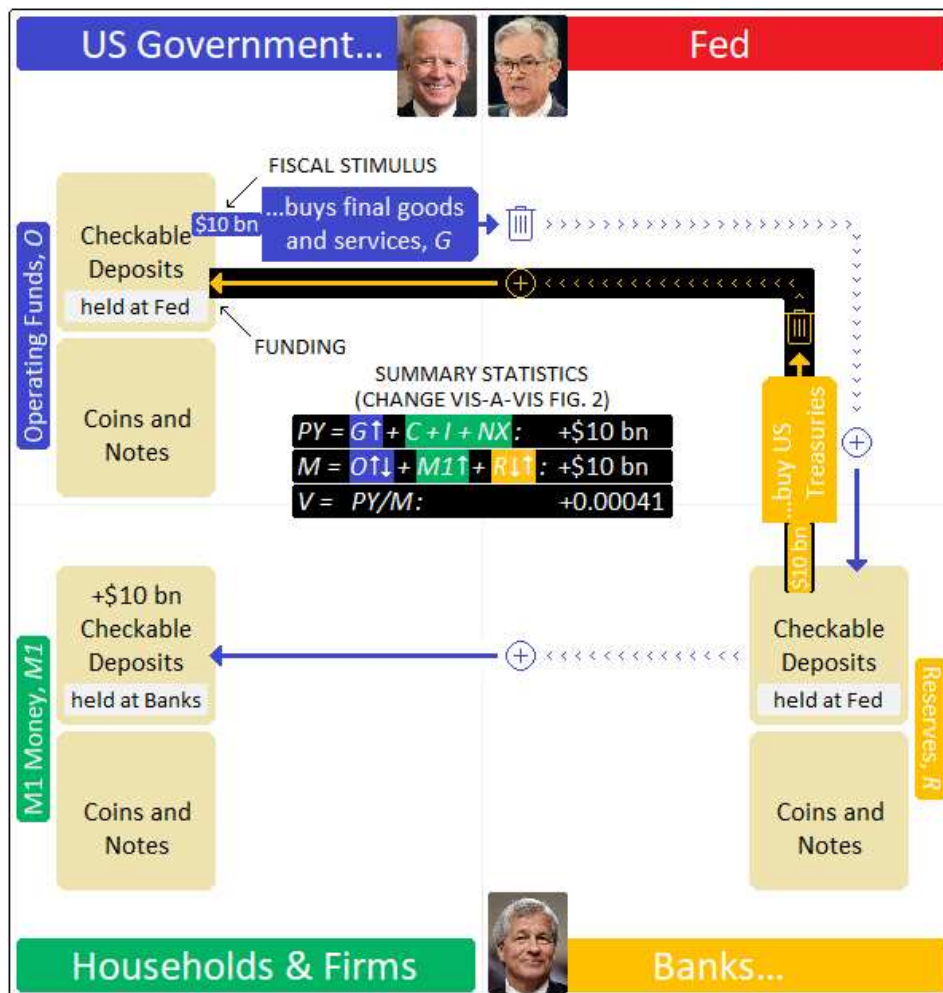 US Government...
Fed
FISCAL STIMULUS
$10 bn
...buys final goods
and services, G
Operating Funds, O
Checkable
Deposits
held at Fed
FUNDING
Coins and
Notes
SUMMARY STATISTICS
(CHANGE VIS-A-VIS FIG. 2)
PY = G↑ + C + I + NX: +$10 bn
M = O↑↓ + M1↑ + R↓↑: +$10 bn
V = PY/M: +0.00041
...buy US
Treasuries
$10 bn
M1 Money, M1
+$10 bn
Checkable
Deposits
held at Banks
Coins and
Notes
Checkable
Deposits
held at Fed
Reserves, R
Coins and
Notes
Households & Firms
Banks...